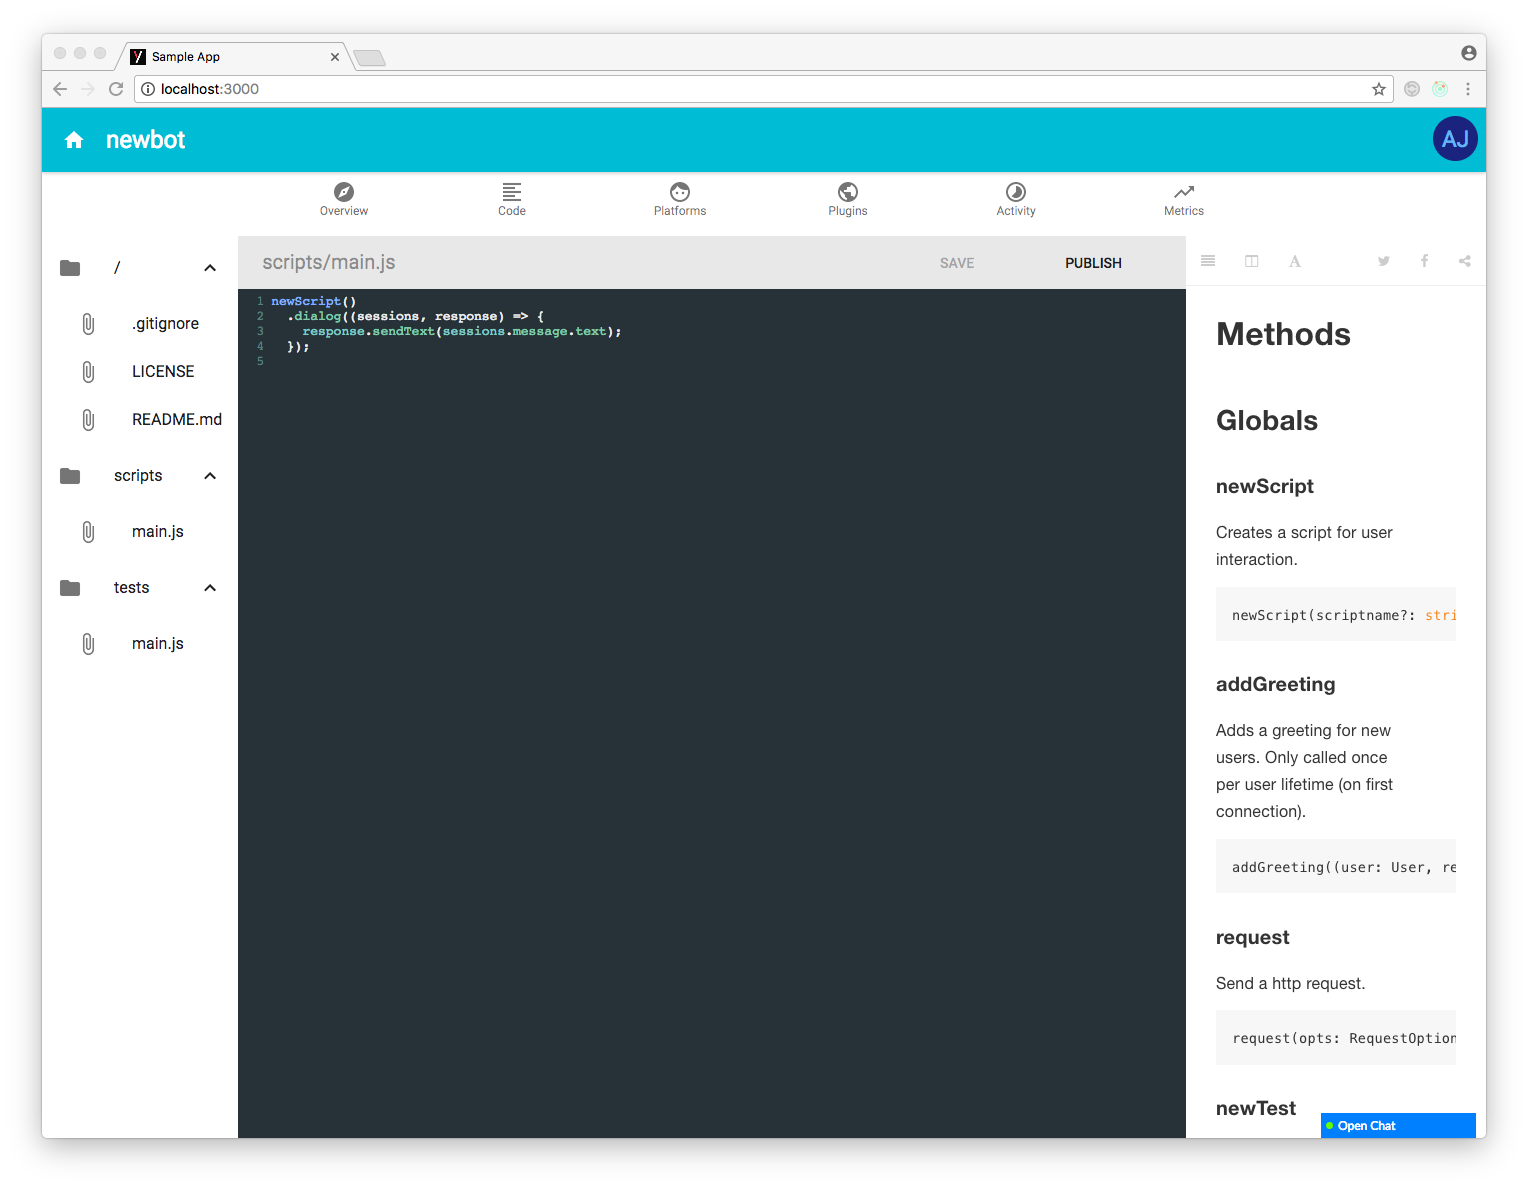 Sample App
localhost:3000
newbot
AJ
Overview
Code
Platforms
Plugins
Activity
Metrics
/
.gitignore
LICENSE
README.md
scripts
main.js
tests
main.js
scripts/main.js
SAVE
PUBLISH
1 newScript()
2 .dialog((sessions, response) => {
3 response.sendText(sessions.message.text);
4 });
5
A
Methods
Globals
newScript
Creates a script for user
interaction.
newScript(scriptname?: stri
addGreeting
Adds a greeting for new
users. Only called once
per user lifetime (on first
connection).
addGreeting((user: User, re
request
Send a http request.
request(opts: RequestOption
newTest
Open Chat